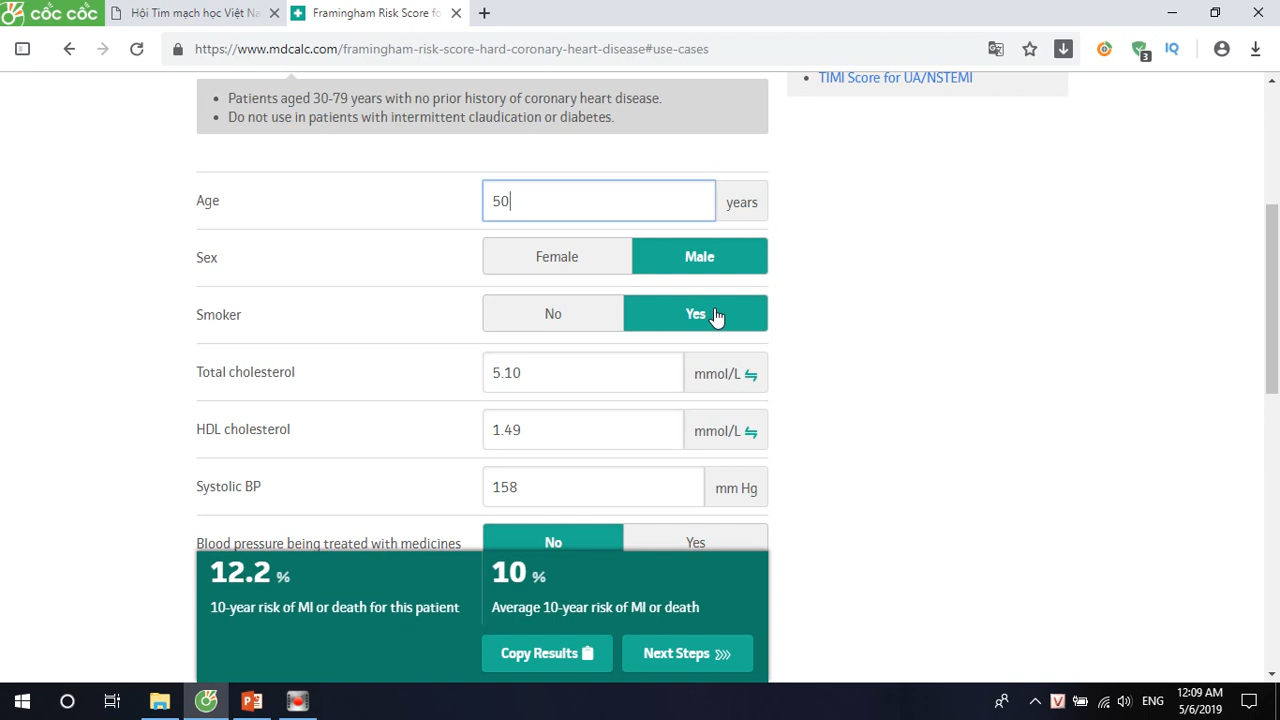 cốc cốc
Hội Tim mạch học Việt Na
Framingham Risk Score fo
https://www.mdcalc.com/framingham-risk-score-hard-coronary-heart-disease#use-cases
3
IQ
TIMI Score for UA/NSTEMI
Patients aged 30-79 years with no prior history of coronary heart disease.
Do not use in patients with intermittent claudication or diabetes.
Age
50
years
Sex
Female
Male
Smoker
No
Yes
Total cholesterol
5.10
mmol/L
HDL cholesterol
1.49
mmol/L
Systolic BP
158
mm Hg
Blood pressure being treated with medicines
No
Yes
12.2 %
10-year risk of MI or death for this patient
10 %
Average 10-year risk of MI or death
Copy Results
Next Steps
ENG
12:09 AM
5/6/2019